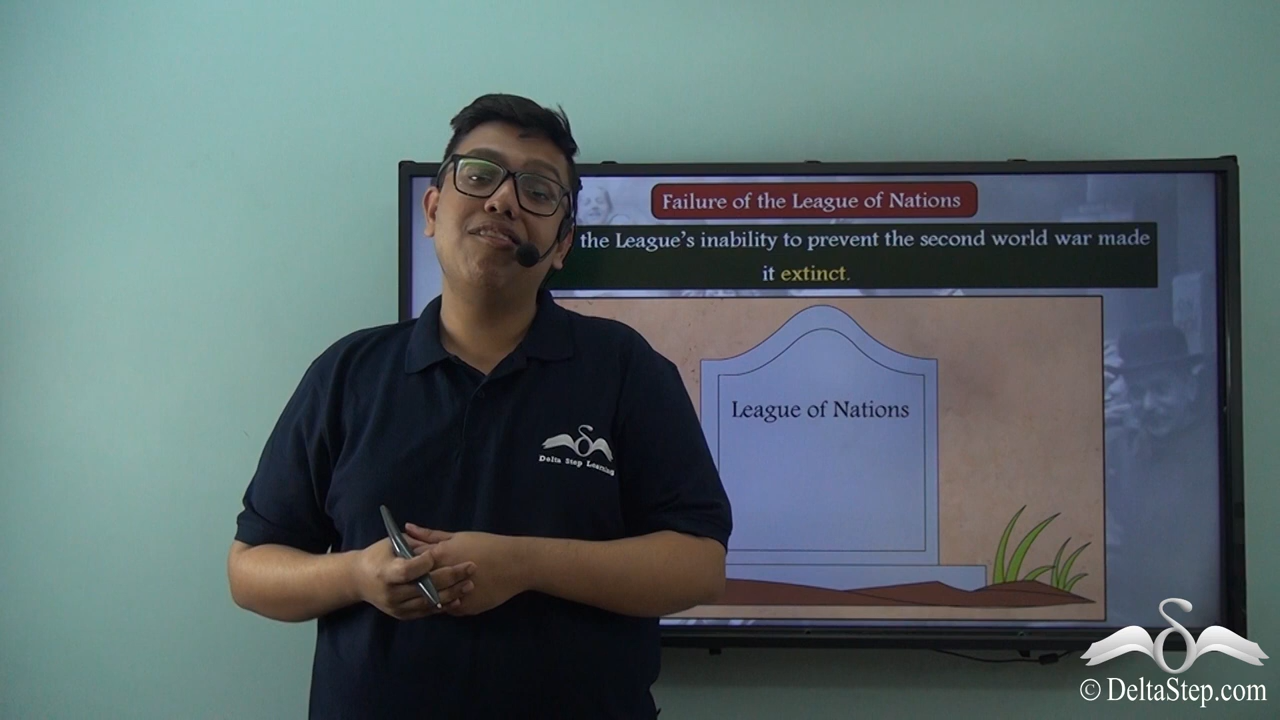 Failure of the League of Nations
the League's inability to prevent the second world war made
it extinct.
League of Nations
Delta Step Learning
© DeltaStep.com